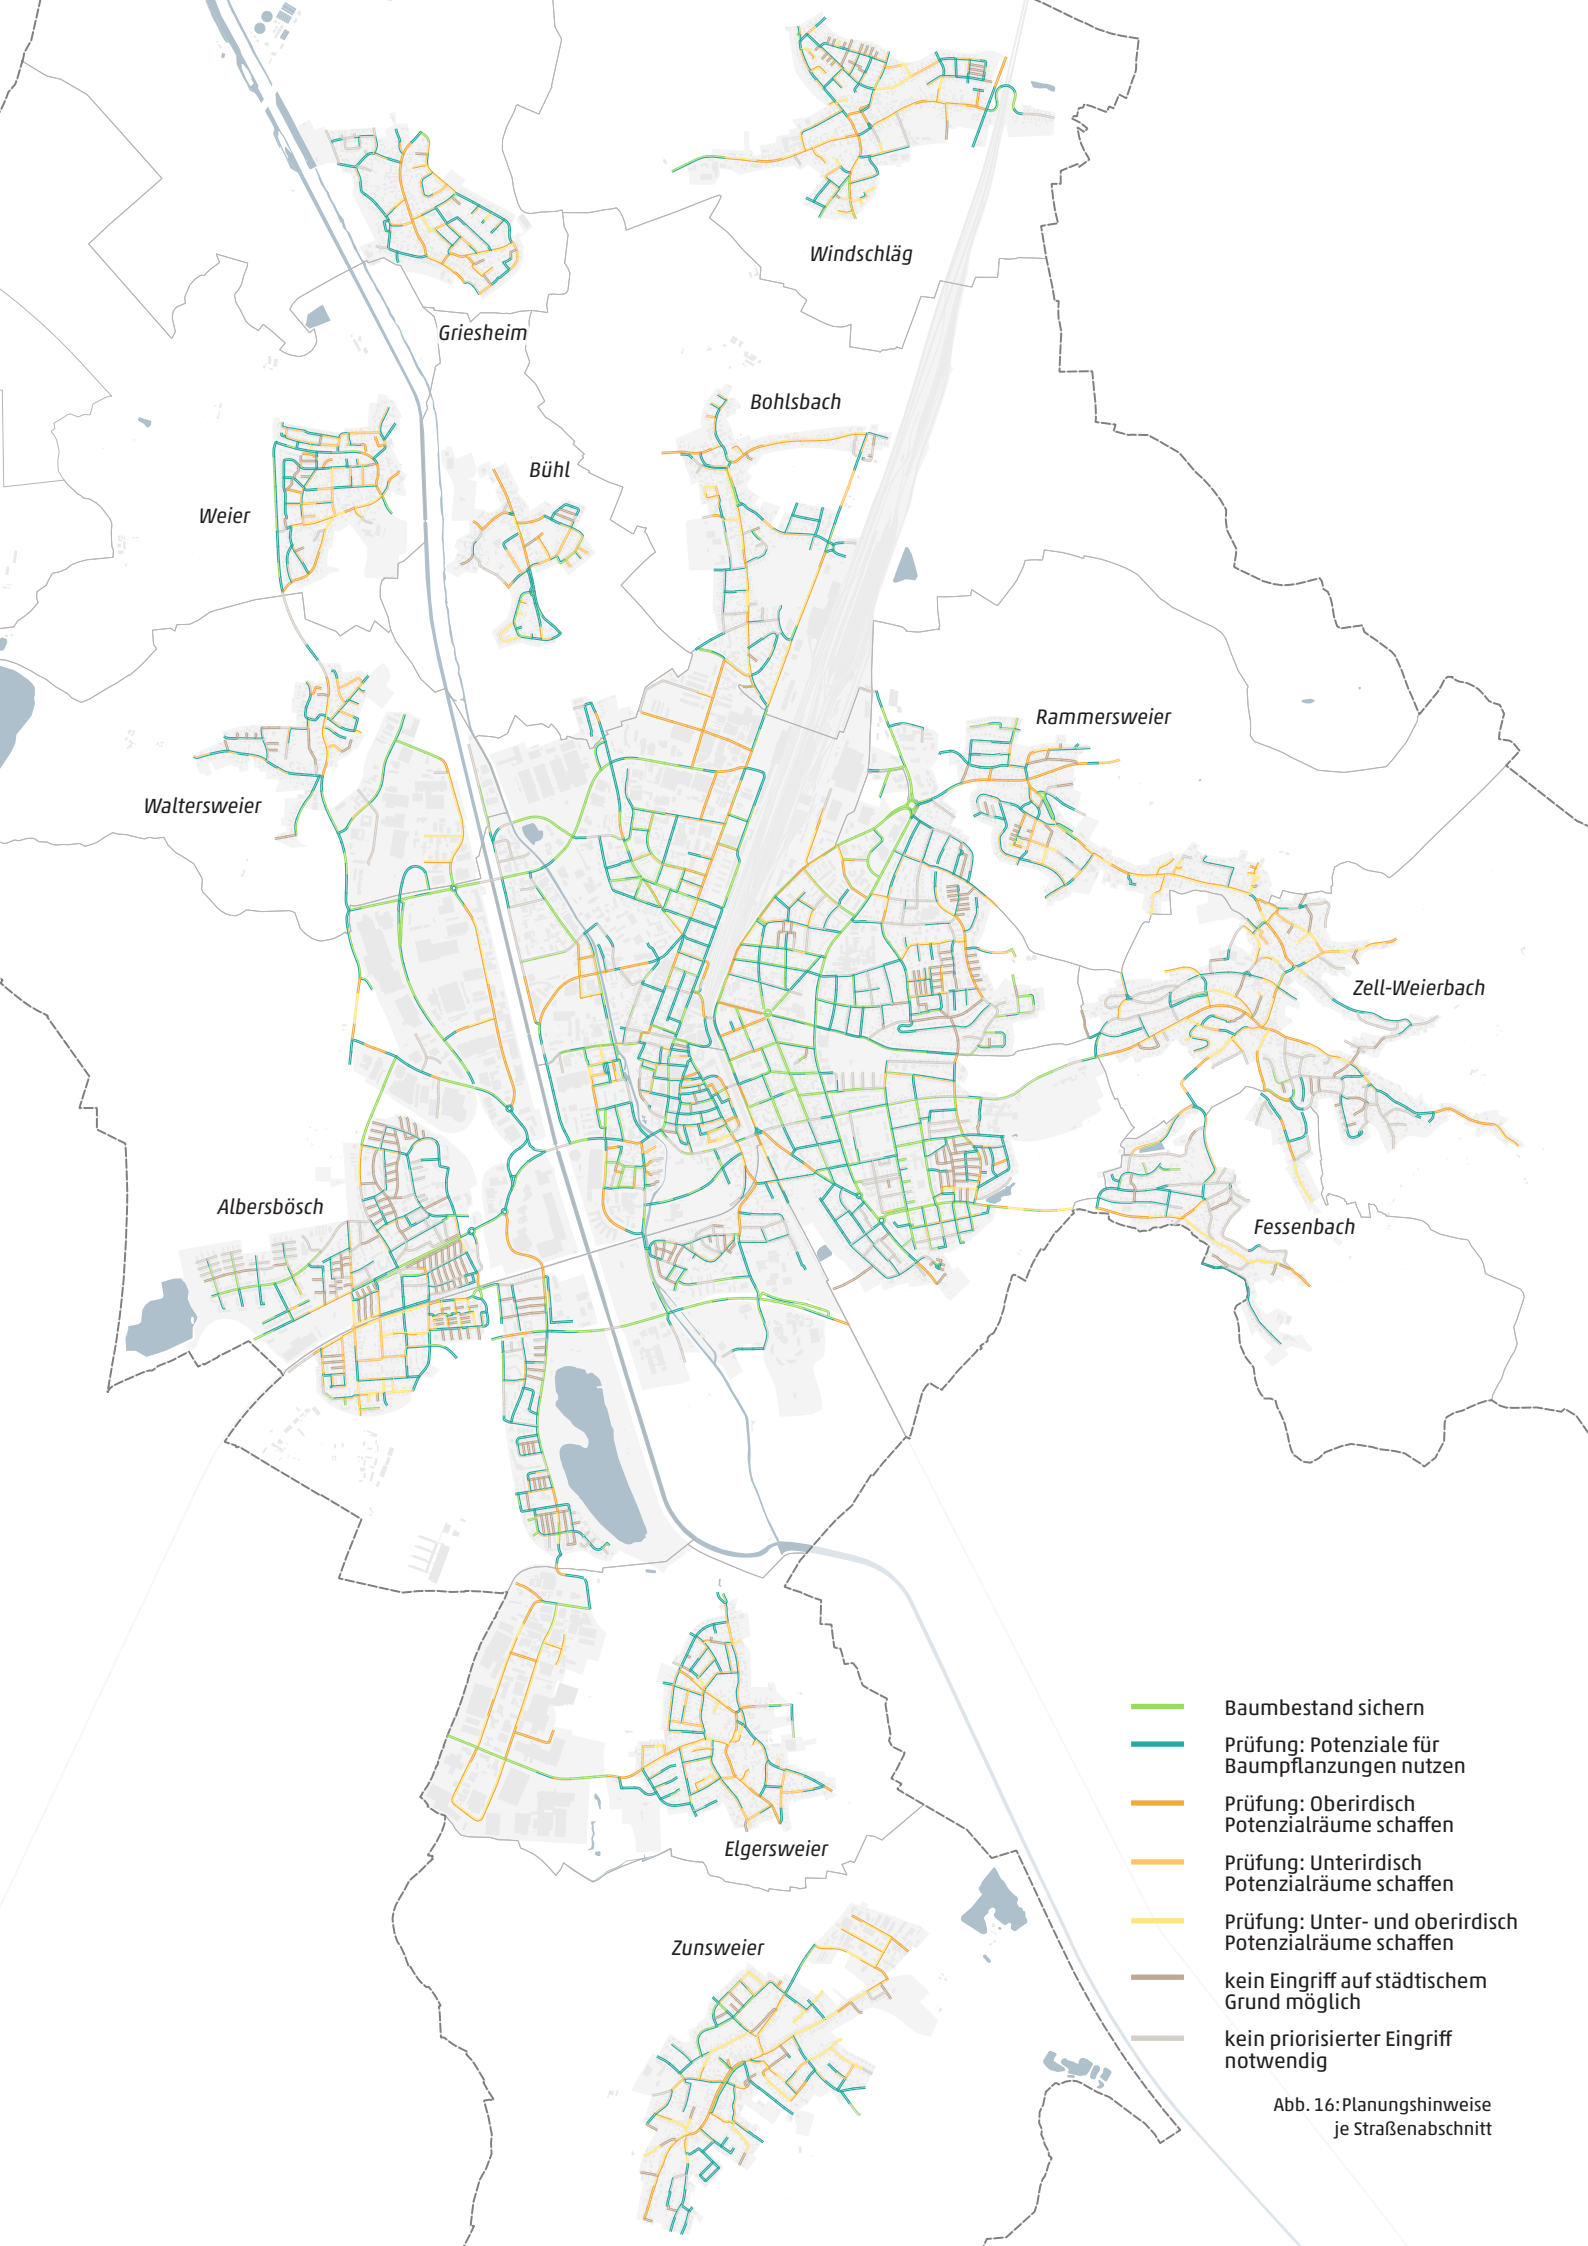 Windschläg
Griesheim
Bohlsbach
Bühl
Weier
Rammersweier
Waltersweier
Zell-Weierbach
Albersbösch
Fessenbach
Elgersweier
Zunsweier
Baumbestand sichern
Prüfung: Potenziale für
Baumpflanzungen nutzen
Prüfung: Oberirdisch
Potenzialräume schaffen
Prüfung: Unterirdisch
Potenzialräume schaffen
Prüfung: Unter- und oberirdisch
Potenzialräume schaffen
kein Eingriff auf städtischem
Grund möglich
kein priorisierter Eingriff
notwendig
Abb. 16: Planungshinweise
je Straßenabschnitt